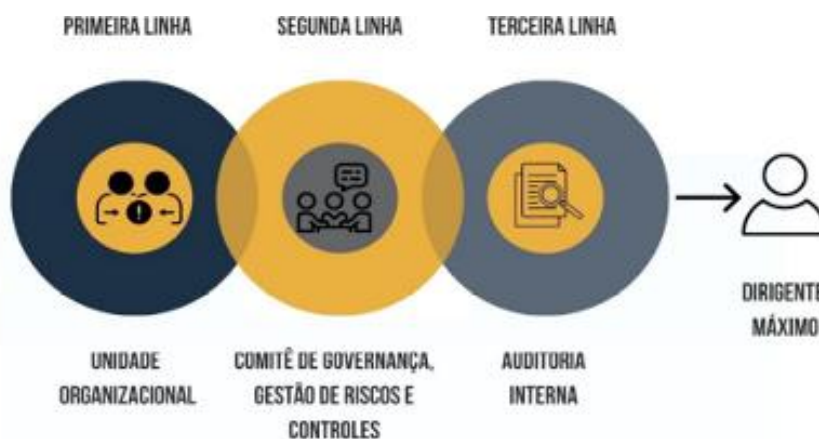 PRIMEIRA LINHA
SEGUNDA LINHA
TERCEIRA LINHA
DIRIGENTE
MÁXIMO
UNIDADE
ORGANIZACIONAL
COMITÊ DE GOVERNANÇA,
GESTÃO DE RISCOS E
CONTROLES
AUDITORIA
INTERNA